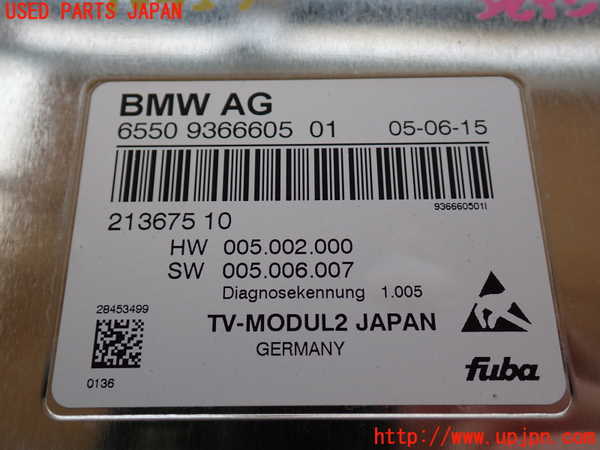 USED PARTS JAPAN
BMW AG
6550 9366605 01 05-06-15
936660501I
213675 10
HW 005.002.000
SW 005.006.007
Diagnosekennung 1.005
28453499
TV-MODUL2 JAPAN
GERMANY
0136
fuba
http://www.upjpn.com/